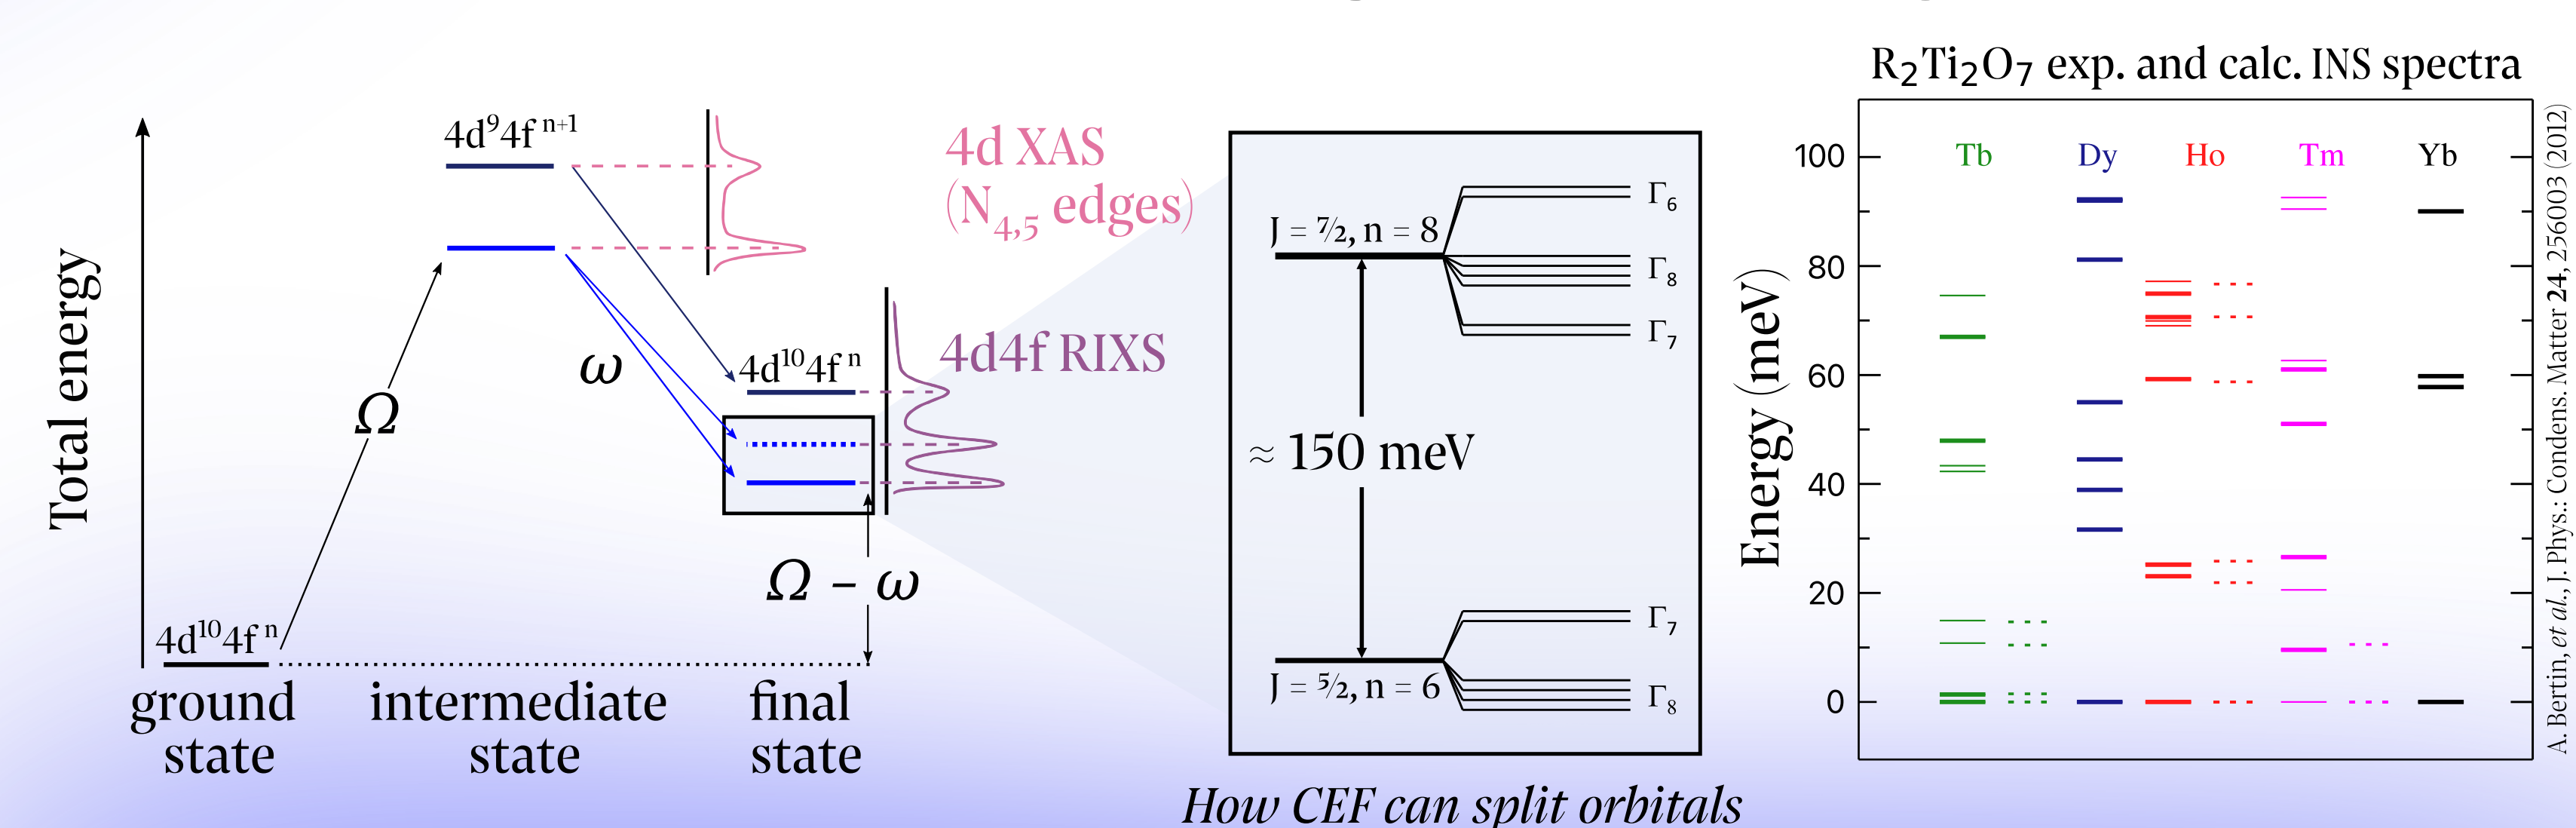 R₂Ti₂O₇ exp. and calc. INS spectra
Total energy
4d⁹4f ⁿ⁺¹
4d XAS
(N₄,₅ edges)
Ω
ω
4d¹⁰4f ⁿ
4d4f RIXS
Ω – ω
4d¹⁰4f ⁿ
ground
state
intermediate
state
final
state
J = ⁷⁄₂, n = 8
Γ₆
Γ₈
Γ₇
≈ 150 meV
Γ₇
J = ⁵⁄₂, n = 6
Γ₈
How CEF can split orbitals
Energy (meV)
100
80
60
40
20
0
Tb Dy Ho Tm Yb
A. Bertin, et al., J. Phys.: Condens. Matter 24, 256003 (2012)